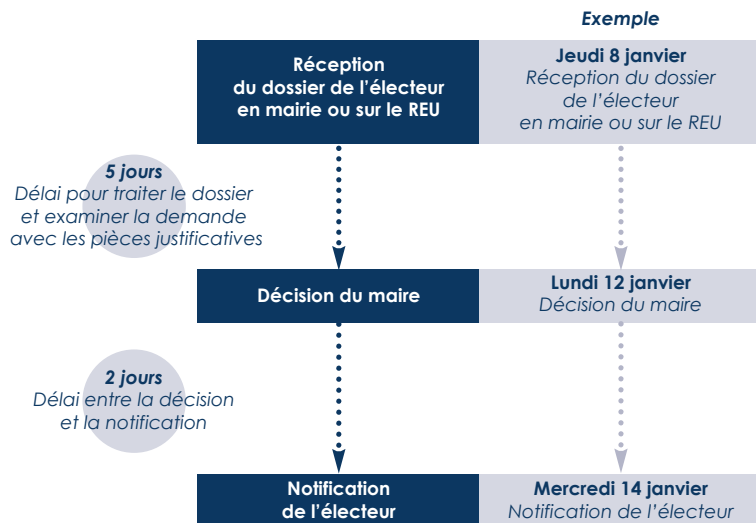 Exemple
Réception
du dossier de l'électeur
en mairie ou sur le REU
Jeudi 8 janvier
Réception du dossier
de l'électeur
en mairie ou sur le REU
5 jours
Délai pour traiter le dossier
et examiner la demande
avec les pièces justificatives
Décision du maire
Lundi 12 janvier
Décision du maire
2 jours
Délai entre la décision
et la notification
Notification
de l'électeur
Mercredi 14 janvier
Notification de l'électeur